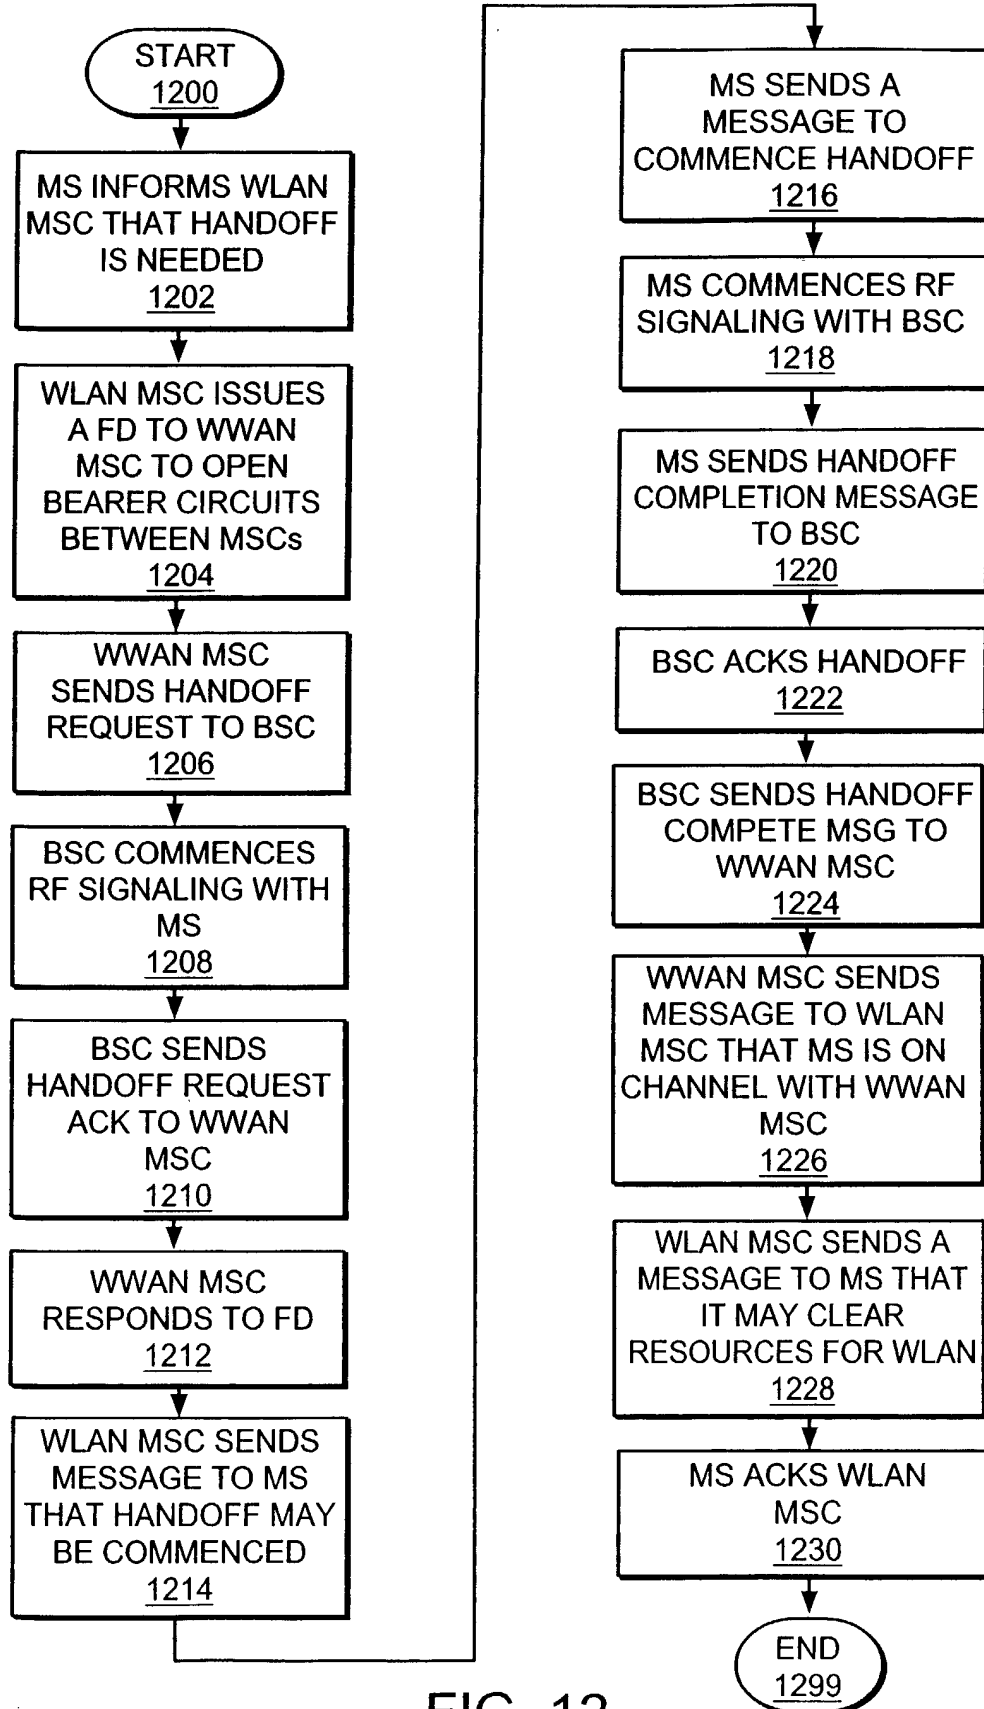 START
1200
MS INFORMS WLAN
MSC THAT HANDOFF
IS NEEDED
1202
WLAN MSC ISSUES
A FD TO WWAN
MSC TO OPEN
BEARER CIRCUITS
BETWEEN MSCs
1204
WWAN MSC
SENDS HANDOFF
REQUEST TO BSC
1206
BSC COMMENCES
RF SIGNALING WITH
MS
1208
BSC SENDS
HANDOFF REQUEST
ACK TO WWAN
MSC
1210
WWAN MSC
RESPONDS TO FD
1212
WLAN MSC SENDS
MESSAGE TO MS
THAT HANDOFF MAY
BE COMMENCED
1214
MS SENDS A
MESSAGE TO
COMMENCE HANDOFF
1216
MS COMMENCES RF
SIGNALING WITH BSC
1218
MS SENDS HANDOFF
COMPLETION MESSAGE
TO BSC
1220
BSC ACKS HANDOFF
1222
BSC SENDS HANDOFF
COMPETE MSG TO
WWAN MSC
1224
WWAN MSC SENDS
MESSAGE TO WLAN
MSC THAT MS IS ON
CHANNEL WITH WWAN
MSC
1226
WLAN MSC SENDS A
MESSAGE TO MS THAT
IT MAY CLEAR
RESOURCES FOR WLAN
1228
MS ACKS WLAN
MSC
1230
END
1299
FIG. 12